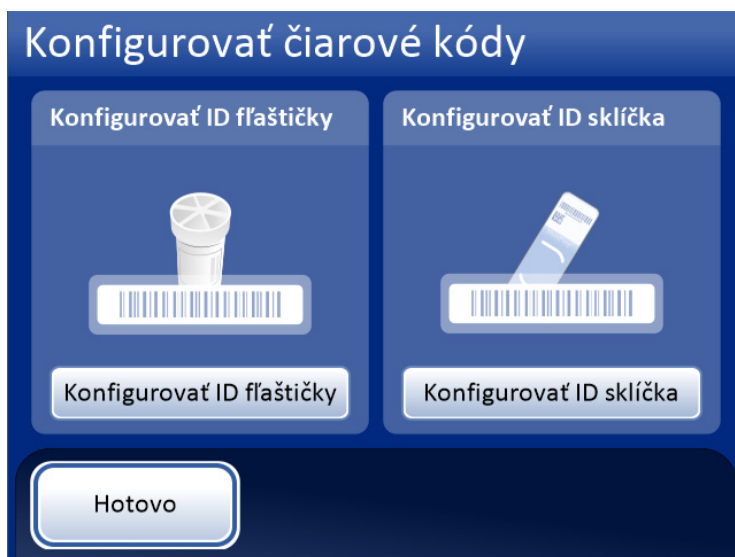 Konfigurovať čiarové kódy
Konfigurovať ID fľaštičky
Konfigurovať ID sklíčka
Konfigurovať ID fľaštičky
Konfigurovať ID sklíčka
Hotovo